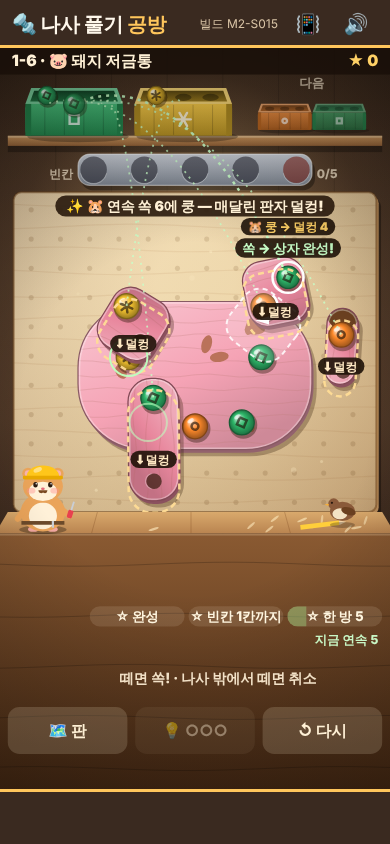 🔩 나사 풀기 공방 빌드 M2-S015 📳 🔊
1-6 · 🐷 돼지 저금통 ★ 0
다음
빈칸 0/5
✨ 🐹 연속 쏙 6에 쿵 — 매달린 판자 덜컹!
🐹 쿵 → 덜컹 4
쏙 → 상자 완성!
⬇덜컹
⬇덜컹
⬇덜컹
⬇덜컹
☆ 완성 ☆ 빈칸 1칸까지 ☆ 한 방 5
지금 연속 5
떼면 쏙! · 나사 밖에서 떼면 취소
🗺️ 판 💡 ○○○ ↺ 다시